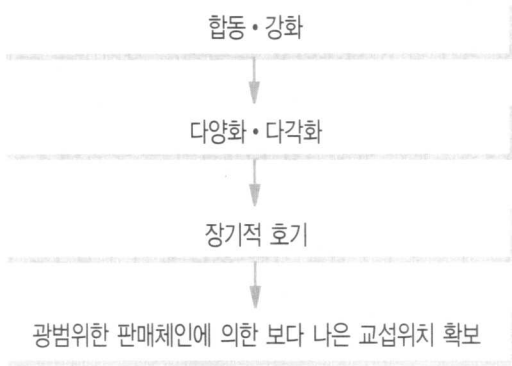 합동 • 강화
다양화 • 다각화
장기적 호기
광범위한 판매체인에 의한 보다 나은 교섭위치 확보